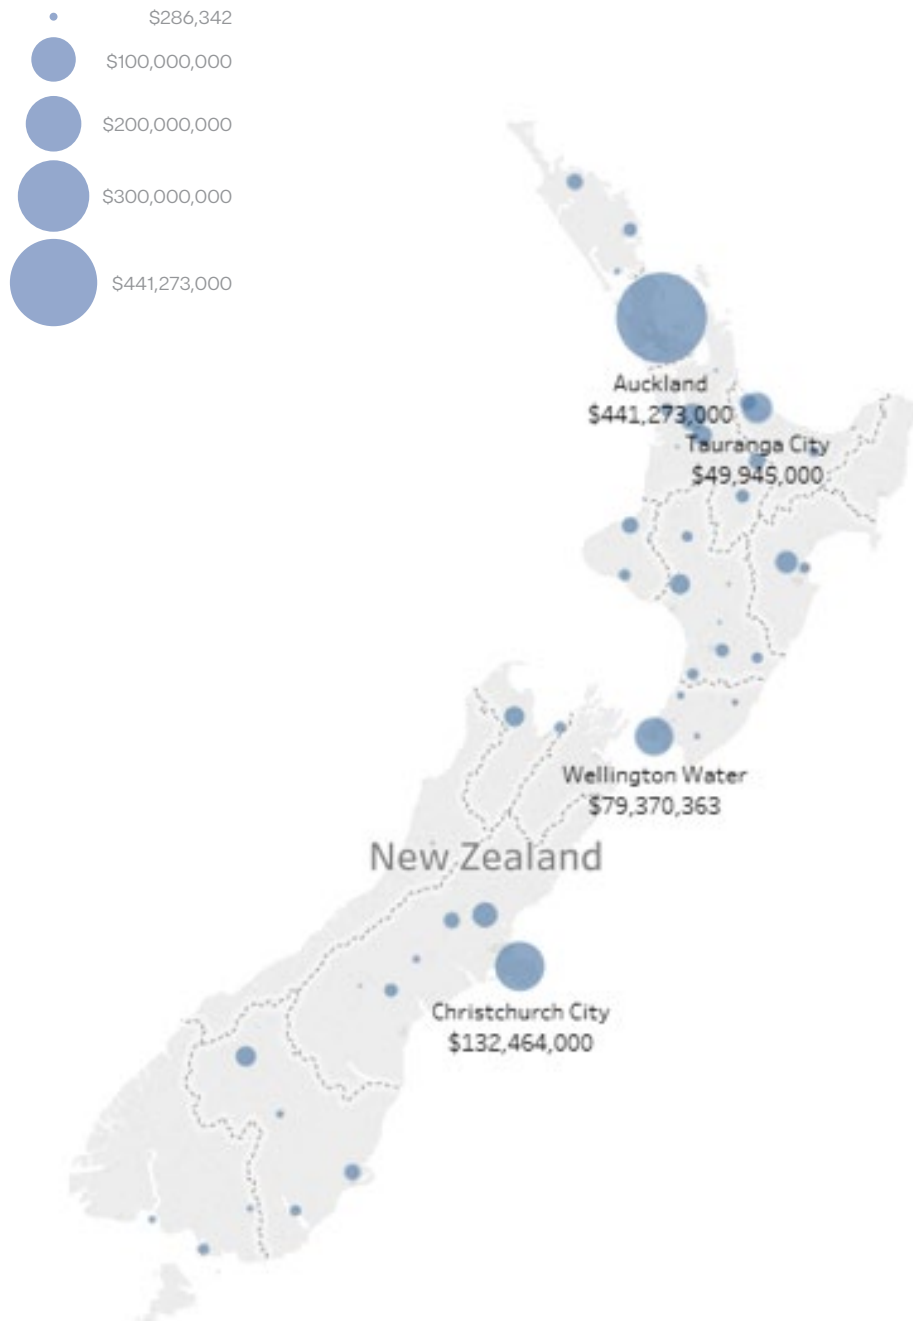 $286,342
$100,000,000
$200,000,000
$300,000,000
$441,273,000
Auckland
$441,273,000
Tauranga City
$49,945,000
Wellington Water
$79,370,363
New Zealand
Christchurch City
$132,464,000